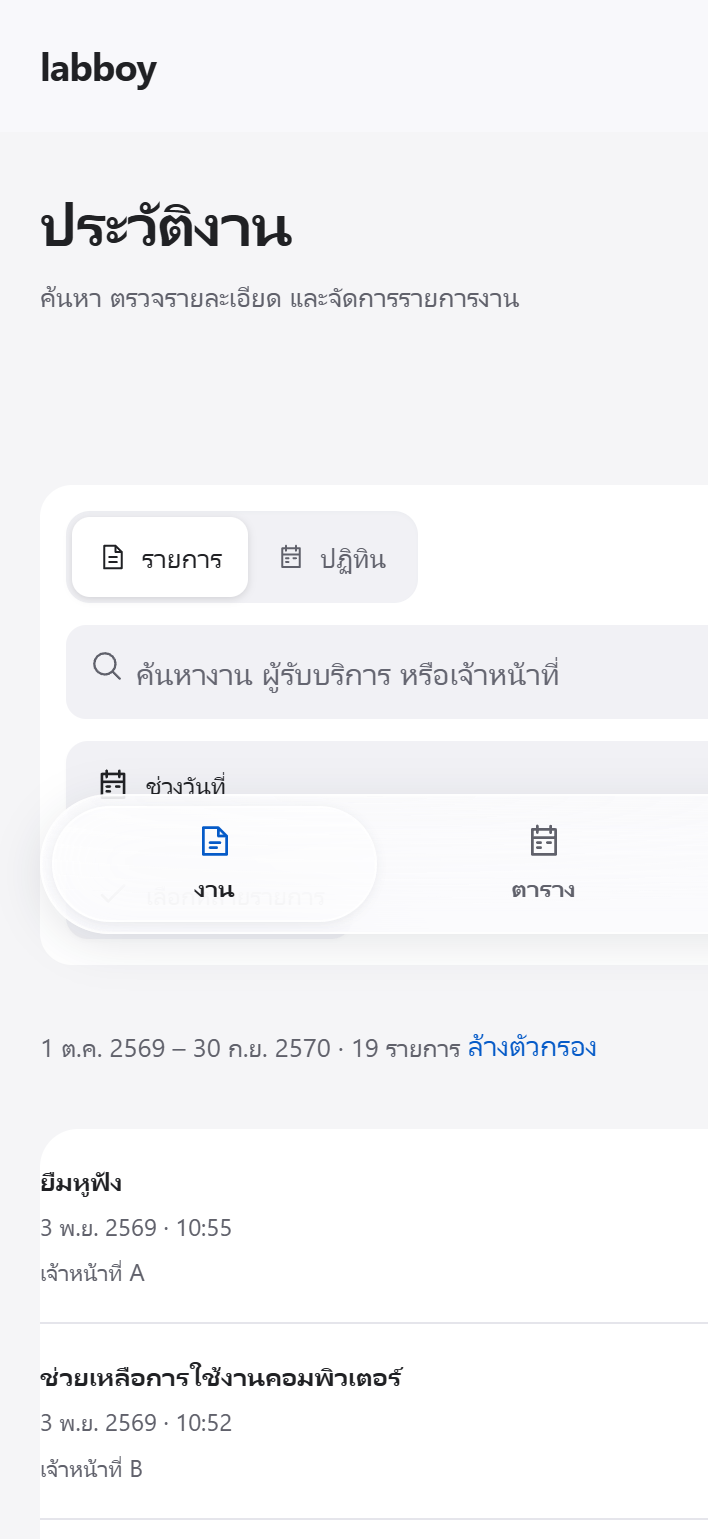 labboy
ประวัติงาน
ค้นหา ตรวจรายละเอียด และจัดการรายการงาน
รายการ
ปฏิทิน
ค้นหางาน ผู้รับบริการ หรือเจ้าหน้าที่
ช่วงวันที่
งาน
ตาราง
1 ต.ค. 2569 – 30 ก.ย. 2570 · 19 รายการ ล้างตัวกรอง
ยืมหูฟัง
3 พ.ย. 2569 · 10:55
เจ้าหน้าที่ A
ช่วยเหลือการใช้งานคอมพิวเตอร์
3 พ.ย. 2569 · 10:52
เจ้าหน้าที่ B